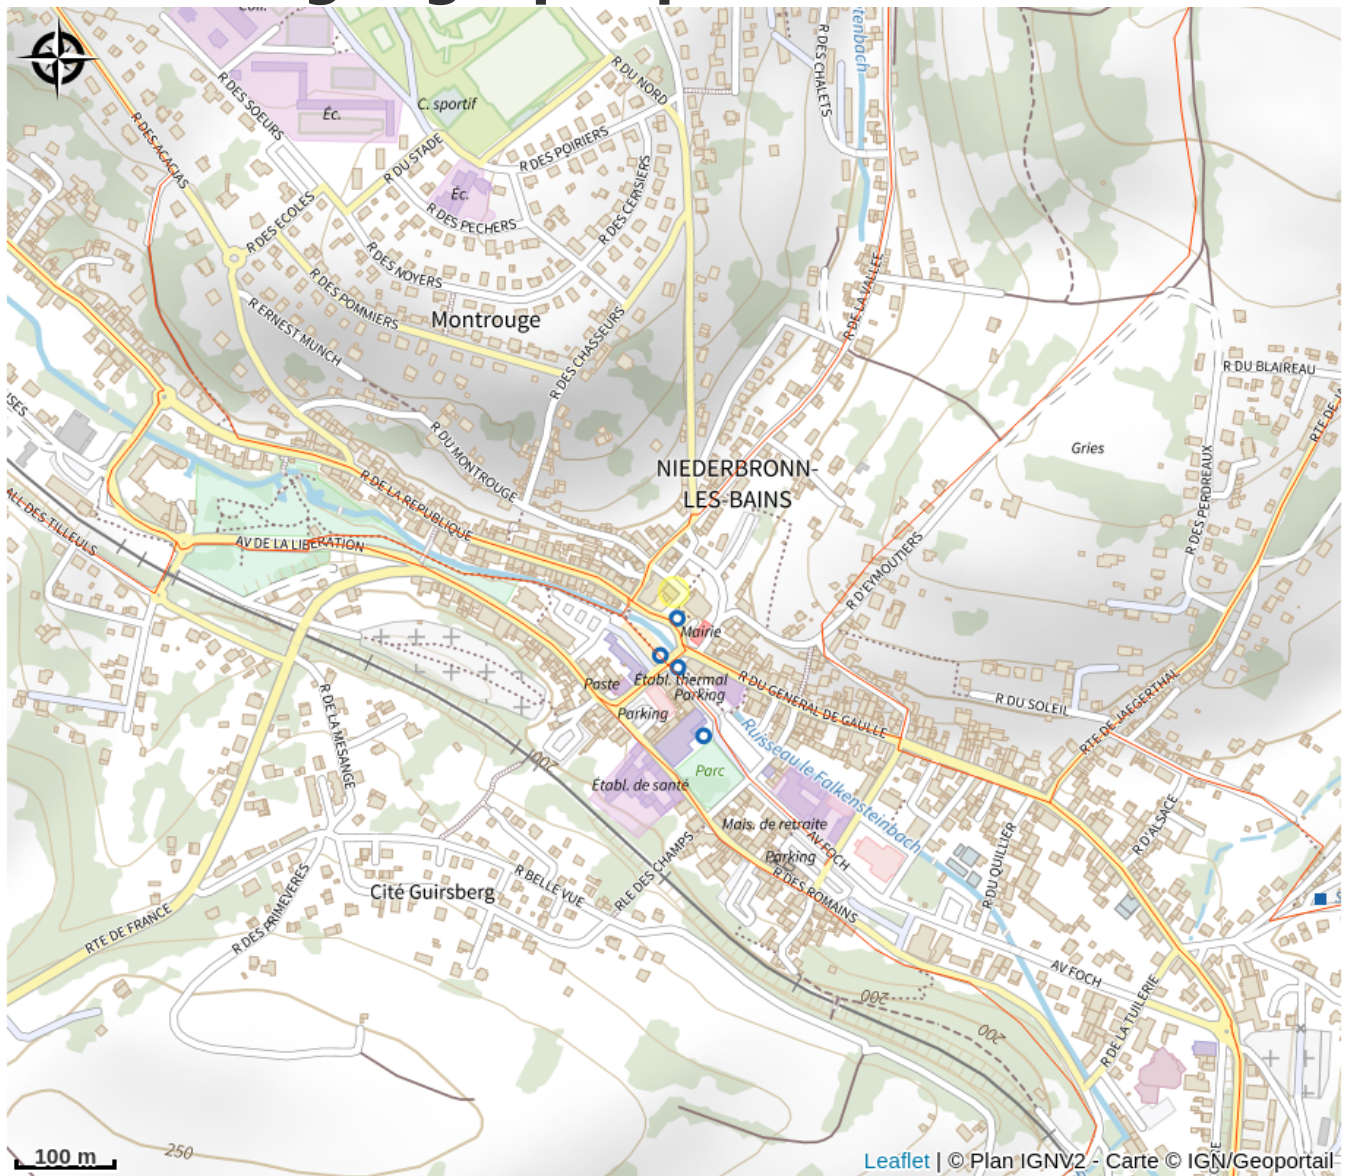 Coll.
R DU NORD
R DES CHALETS
R DES SOEURS
C. sportif
Éc.
R DES ACACIAS
R DU STADE
R DES POIRIERS
Éc.
R DES CERISIERS
R DES ECOLES
R DES PECHERS
R DES NOYERS
R DES POMMIERS
R DE LA VALLEE
R ERNEST MUNCH
Montrouge
R DES CHASSEURS
R DU BLAIREAU
R DU MONTROUGE
Gries
NIEDERBRONN-
LES-BAINS
R DE LA REPUBLIQUE
R DES PERDREAUX
ALL DES TILLEULS
AV DE LA LIBERATION
R D'EYMOUTIERS
Mairie
Poste
Établ. thermal
Parking
Parking
R DU GENERAL DE GAULLE
R DU SOLEIL
RTE DE JAEGERTHAL
R DE LA MESANGE
200
Ruisseau le Falkensteinbach
Parc
Établ. de santé
Mais. de retraite
AV FOCH
Parking
R D'ALSACE
R DU QUILLIER
RLE DES CHAMPS
R DES ROMAINS
Cité Guirsberg
R BELLE VUE
R DES PRIMEVERES
RTE DE FRANCE
AV FOCH
200
200
R DE LA TUILERIE
250
100 m
Leaflet | © Plan IGNV2 - Carte © IGN/Geoportail